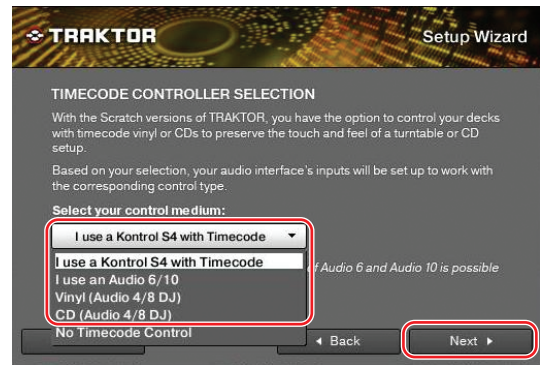 TRAKTOR
Setup Wizard
TIMECODE CONTROLLER SELECTION
With the Scratch versions of TRAKTOR, you have the option to control your decks
with timecode vinyl or CDs to preserve the touch and feel of a turntable or CD
setup.
Based on your selection, your audio interface's inputs will be set up to work with
the corresponding control type.
Select your control medium:
I use a Kontrol S4 with Timecode
I use a Kontrol S4 with Timecode
of Audio 6 and Audio 10 is possible
I use an Audio 6/10
Vinyl (Audio 4/8 DJ)
CD (Audio 4/8 DJ)
No Timecode Control
Back
Next